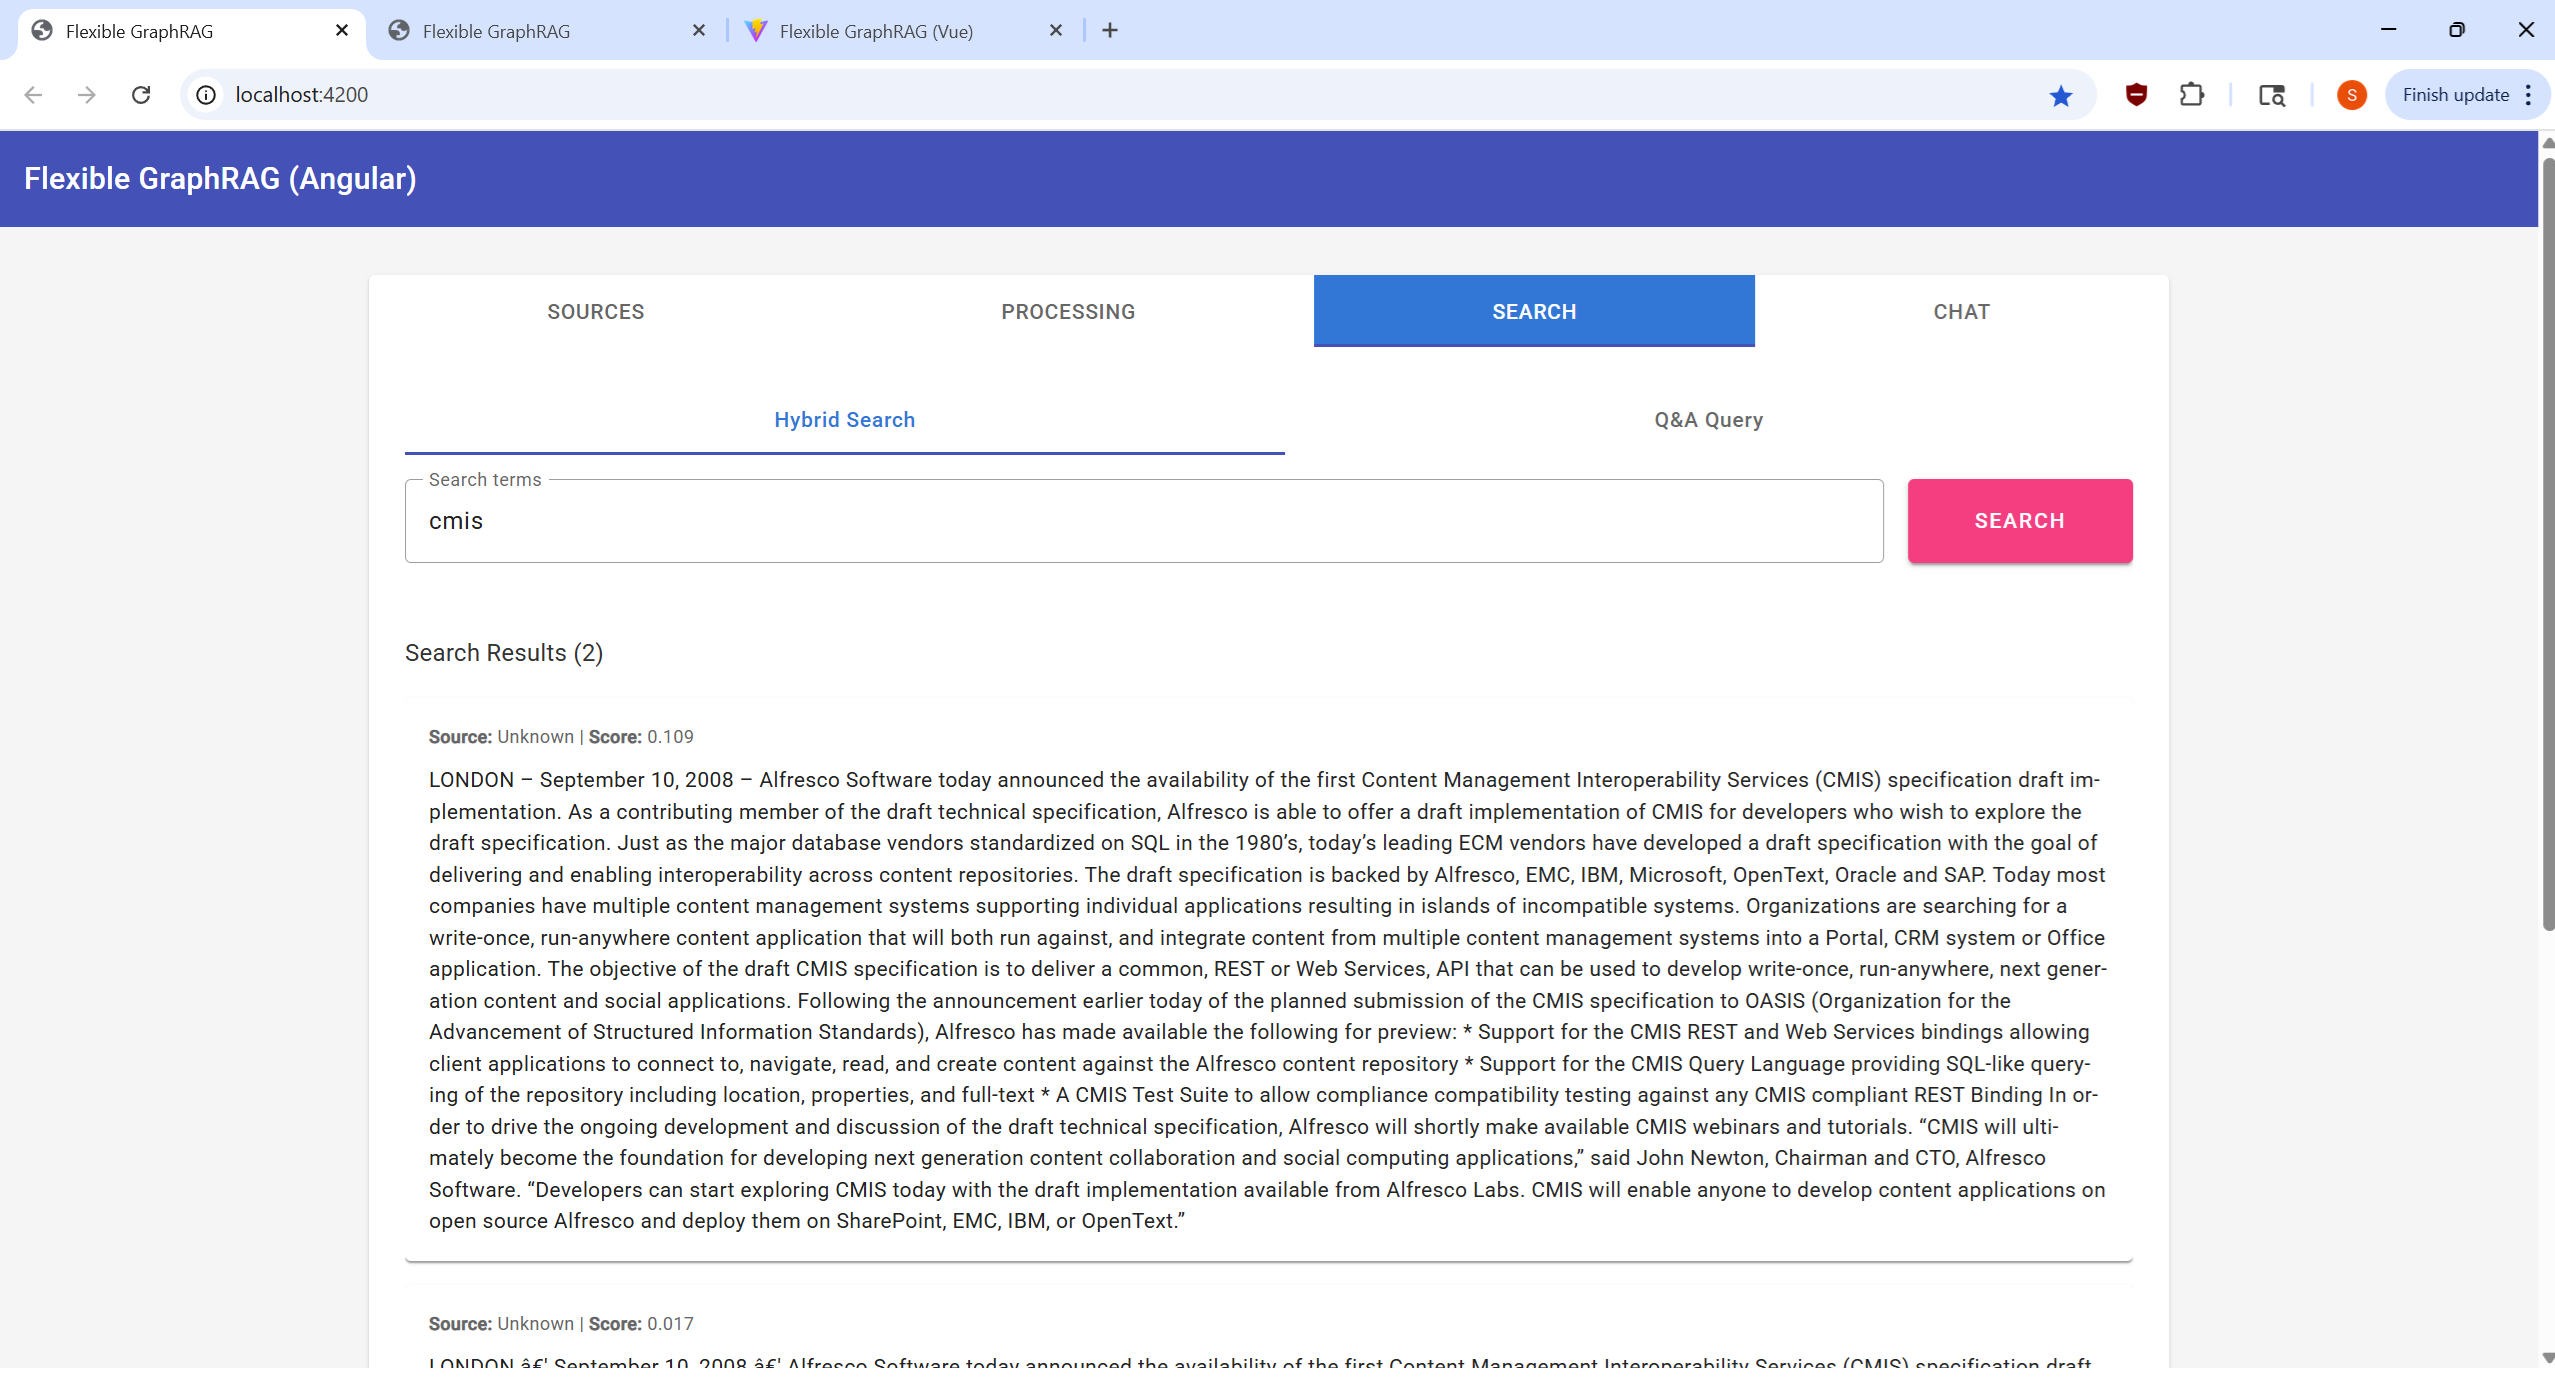 Flexible GraphRAG
Flexible GraphRAG
Flexible GraphRAG (Vue)
localhost:4200
S
Finish update
Flexible GraphRAG (Angular)
SOURCES
PROCESSING
SEARCH
CHAT
Hybrid Search
Q&A Query
Search terms
cmis
SEARCH
Search Results (2)
Source: Unknown | Score: 0.109
LONDON – September 10, 2008 – Alfresco Software today announced the availability of the first Content Management Interoperability Services (CMIS) specification draft im-
plementation. As a contributing member of the draft technical specification, Alfresco is able to offer a draft implementation of CMIS for developers who wish to explore the
draft specification. Just as the major database vendors standardized on SQL in the 1980’s, today’s leading ECM vendors have developed a draft specification with the goal of
delivering and enabling interoperability across content repositories. The draft specification is backed by Alfresco, EMC, IBM, Microsoft, OpenText, Oracle and SAP. Today most
companies have multiple content management systems supporting individual applications resulting in islands of incompatible systems. Organizations are searching for a
write-once, run-anywhere content application that will both run against, and integrate content from multiple content management systems into a Portal, CRM system or Office
application. The objective of the draft CMIS specification is to deliver a common, REST or Web Services, API that can be used to develop write-once, run-anywhere, next gener-
ation content and social applications. Following the announcement earlier today of the planned submission of the CMIS specification to OASIS (Organization for the
Advancement of Structured Information Standards), Alfresco has made available the following for preview: * Support for the CMIS REST and Web Services bindings allowing
client applications to connect to, navigate, read, and create content against the Alfresco content repository * Support for the CMIS Query Language providing SQL-like query-
ing of the repository including location, properties, and full-text * A CMIS Test Suite to allow compliance compatibility testing against any CMIS compliant REST Binding In or-
der to drive the ongoing development and discussion of the draft technical specification, Alfresco will shortly make available CMIS webinars and tutorials. “CMIS will ulti-
mately become the foundation for developing next generation content collaboration and social computing applications,” said John Newton, Chairman and CTO, Alfresco
Software. “Developers can start exploring CMIS today with the draft implementation available from Alfresco Labs. CMIS will enable anyone to develop content applications on
open source Alfresco and deploy them on SharePoint, EMC, IBM, or OpenText.”
Source: Unknown | Score: 0.017
LONDON â€' September 10, 2008 â€' Alfresco Software today announced the availability of the first Content Management Interoperability Services (CMIS) specification draft